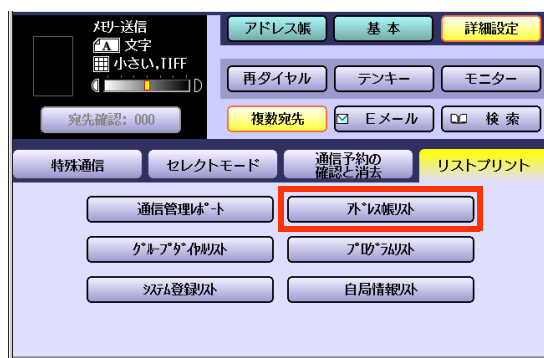 ﾒﾓﾘｰ送信
A 文字
小さい,TIFF
D
宛先確認: 000
アドレス帳
基 本
詳細設定
再ダイヤル
テンキー
モニター
複数宛先
Eメール
検 索
特殊通信
セレクトモード
通信予約の
確認と消去
リストプリント
通信管理ﾚﾎﾟｰﾄ
ｱﾄﾞﾚｽ帳ﾘｽﾄ
ｸﾞﾙｰﾌﾟﾀﾞｲﾔﾙﾘｽﾄ
ﾌﾟﾛｸﾞﾗﾑﾘｽﾄ
ｼｽﾃﾑ登録ﾘｽﾄ
自局情報ﾘｽﾄ